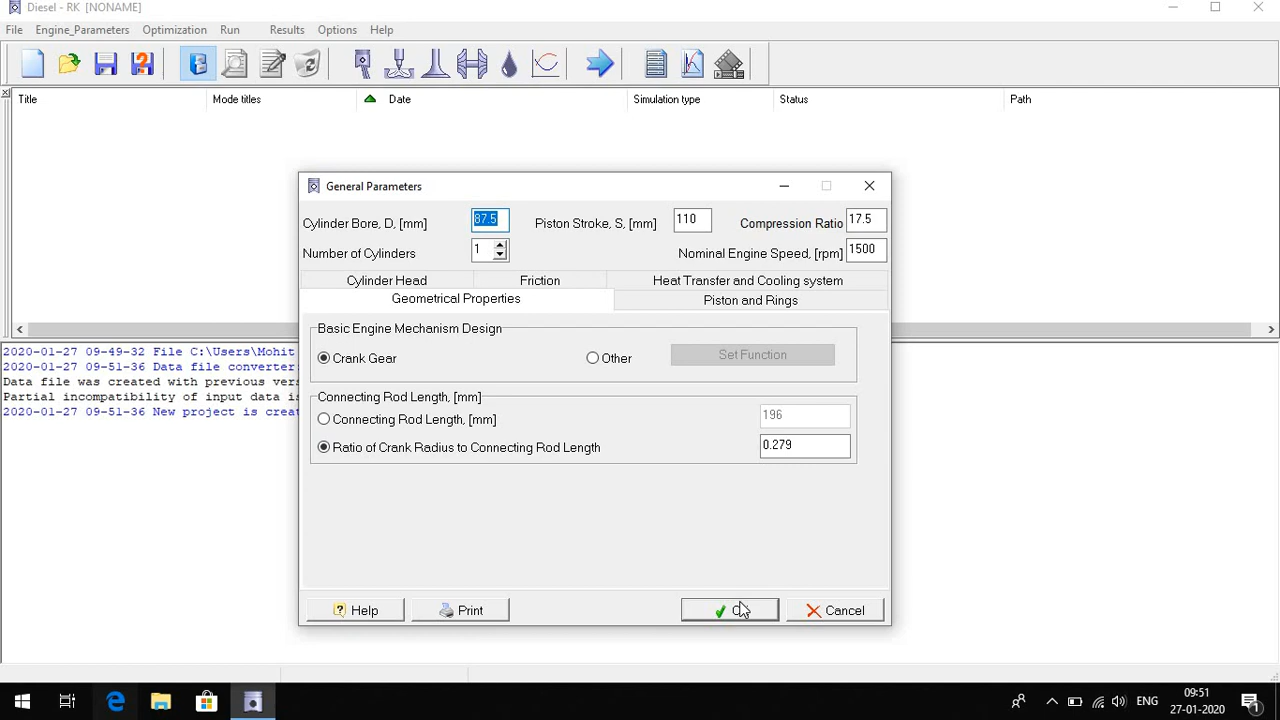 Diesel - RK [NONAME]
File Engine_Parameters Optimization Run Results Options Help
Title Mode titles Date Simulation type Status Path
General Parameters
Cylinder Bore, D, [mm] 87.5 Piston Stroke, S, [mm] 110 Compression Ratio 17.5
Number of Cylinders 1 Nominal Engine Speed, [rpm] 1500
Cylinder Head Friction Heat Transfer and Cooling system
Geometrical Properties Piston and Rings
Basic Engine Mechanism Design
Crank Gear Other Set Function
Connecting Rod Length, [mm]
Connecting Rod Length, [mm] 196
Ratio of Crank Radius to Connecting Rod Length 0.279
2020-01-27 09-49-32 File C:\Users\Mohit
2020-01-27 09-51-36 Data file converter:
Data file was created with previous
Partial incompatibility of input data
2020-01-27 09-51-36 New project is
Help Print Cancel
ENG 09:51
27-01-2020
1